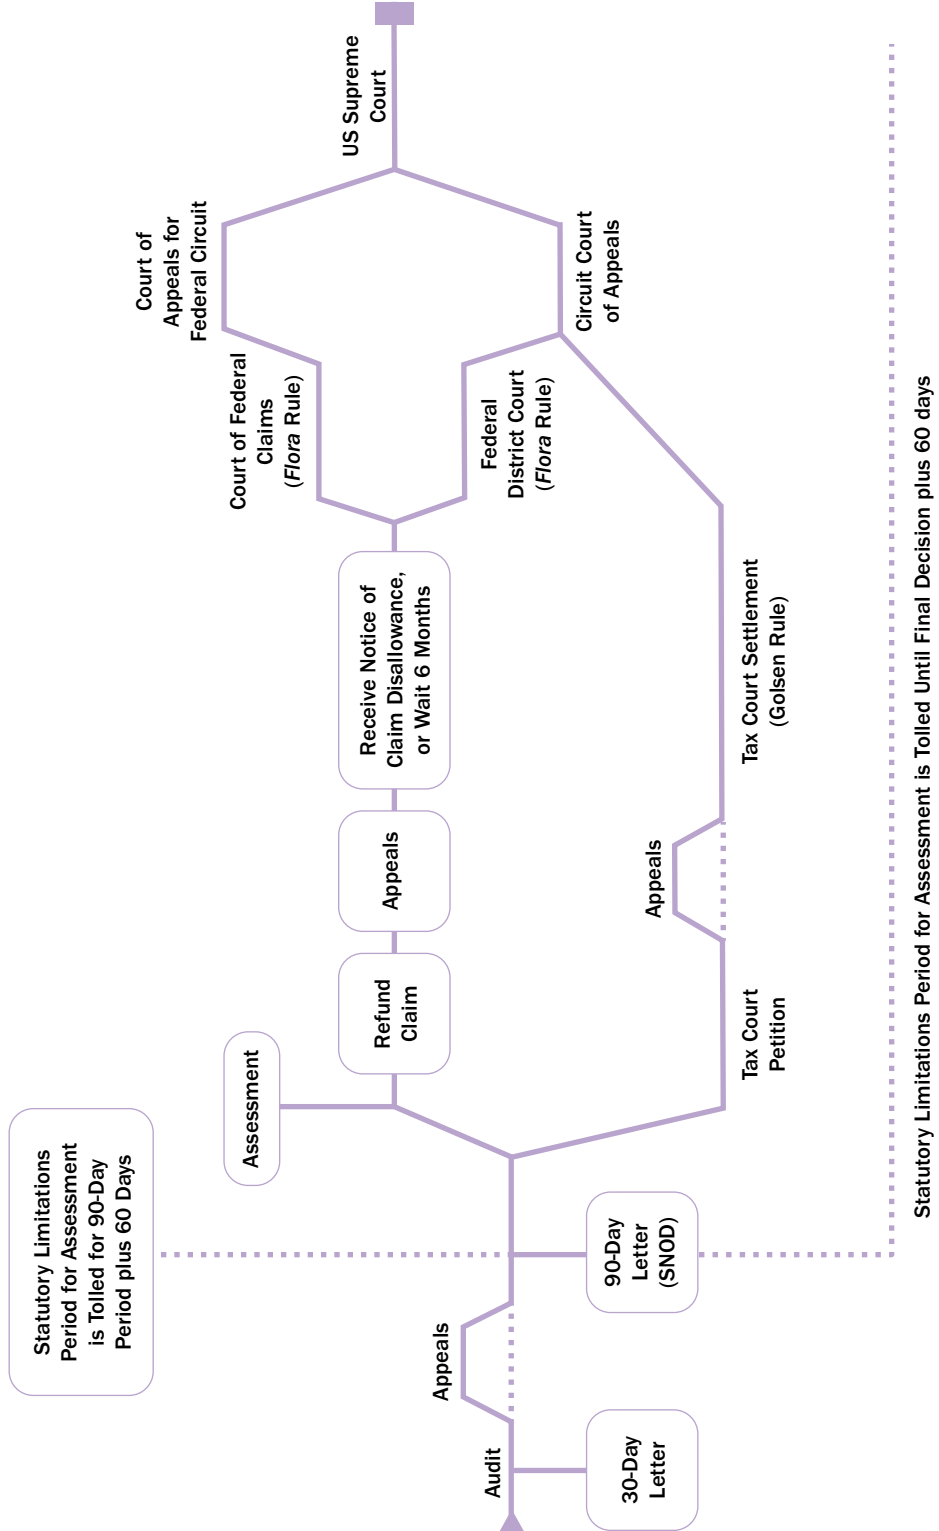 Audit
30-Day
Letter
Appeals
Statutory Limitations
Period for Assessment
is Tolled for 90-Day
Period plus 60 Days
90-Day
Letter
(SNOD)
Assessment
Refund
Claim
Appeals
Receive Notice of
Claim Disallowance,
or Wait 6 Months
Court of Federal
Claims
(Flora Rule)
Federal
District Court
(Flora Rule)
Court of
Appeals for
Federal Circuit
Circuit Court
of Appeals
US Supreme
Court
Tax Court
Petition
Appeals
Tax Court Settlement
(Golsen Rule)
Statutory Limitations Period for Assessment is Tolled Until Final Decision plus 60 days